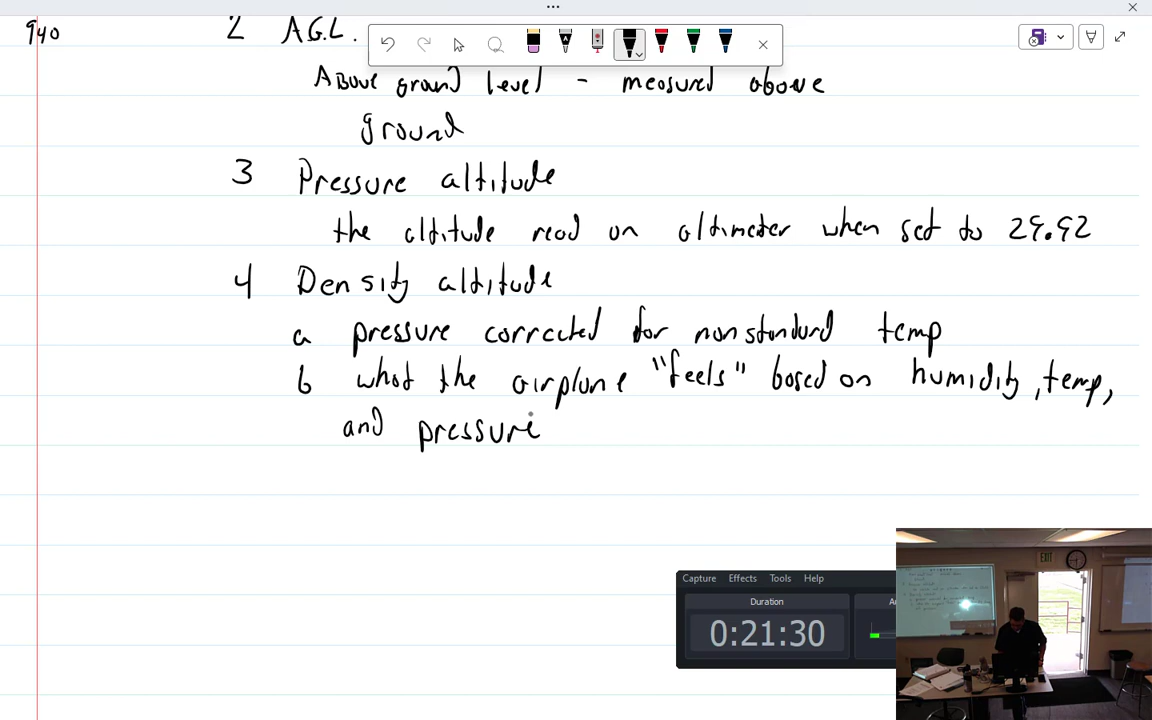 940
2 A.G.L.
Above ground level - measured above
ground
3 Pressure altitude
the altitude read on altimeter when set to 29.92
4 Density altitude
a pressure corrected for nonstandard temp
b what the airplane "feels" based on humidity, temp,
and pressure
Capture Effects Tools Help
Duration
0:21:30
EXIT